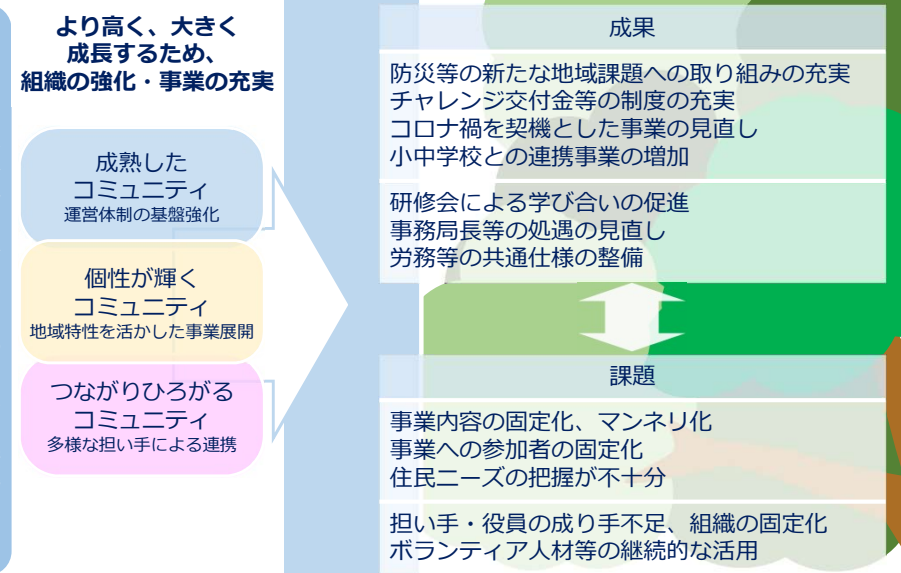 より高く、大きく
成長するため、
組織の強化・事業の充実
成熟した
コミュニティ
運営体制の基盤強化
個性が輝く
コミュニティ
地域特性を活かした事業展開
つながりひろがる
コミュニティ
多様な担い手による連携
成果
防災等の新たな地域課題への取り組みの充実
チャレンジ交付金等の制度の充実
コロナ禍を契機とした事業の見直し
小中学校との連携事業の増加
研修会による学び合いの促進
事務局長等の処遇の見直し
労務等の共通仕様の整備
課題
事業内容の固定化、マンネリ化
事業への参加者の固定化
住民ニーズの把握が不十分
担い手・役員の成り手不足、組織の固定化
ボランティア人材等の継続的な活用